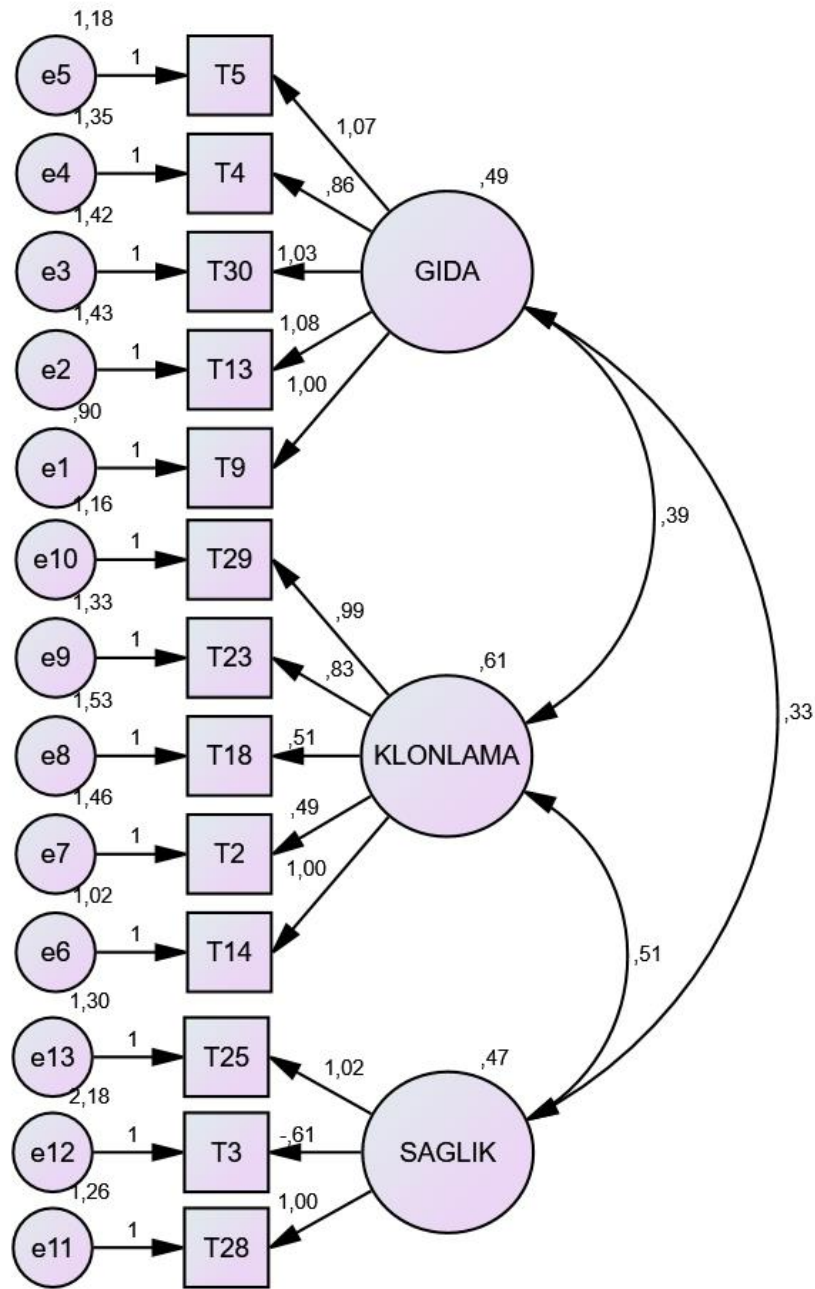 1,18
e5 1 T5
1,07
1,35
e4 1 T4
,86
,49
1,42
e3 1 T30
1,03
GIDA
1,43
e2 1 T13
1,08
,90
e1 1 T9
1,00
1,16
e10 1 T29
,99
,39
1,33
e9 1 T23
,83
,61
1,53
e8 1 T18
,51
KLONLAMA
,33
1,46
e7 1 T2
,49
1,02
e6 1 T14
1,00
,51
1,30
e13 1 T25
1,02
,47
2,18
e12 1 T3
-,61
SAGLIK
1,26
e11 1 T28
1,00